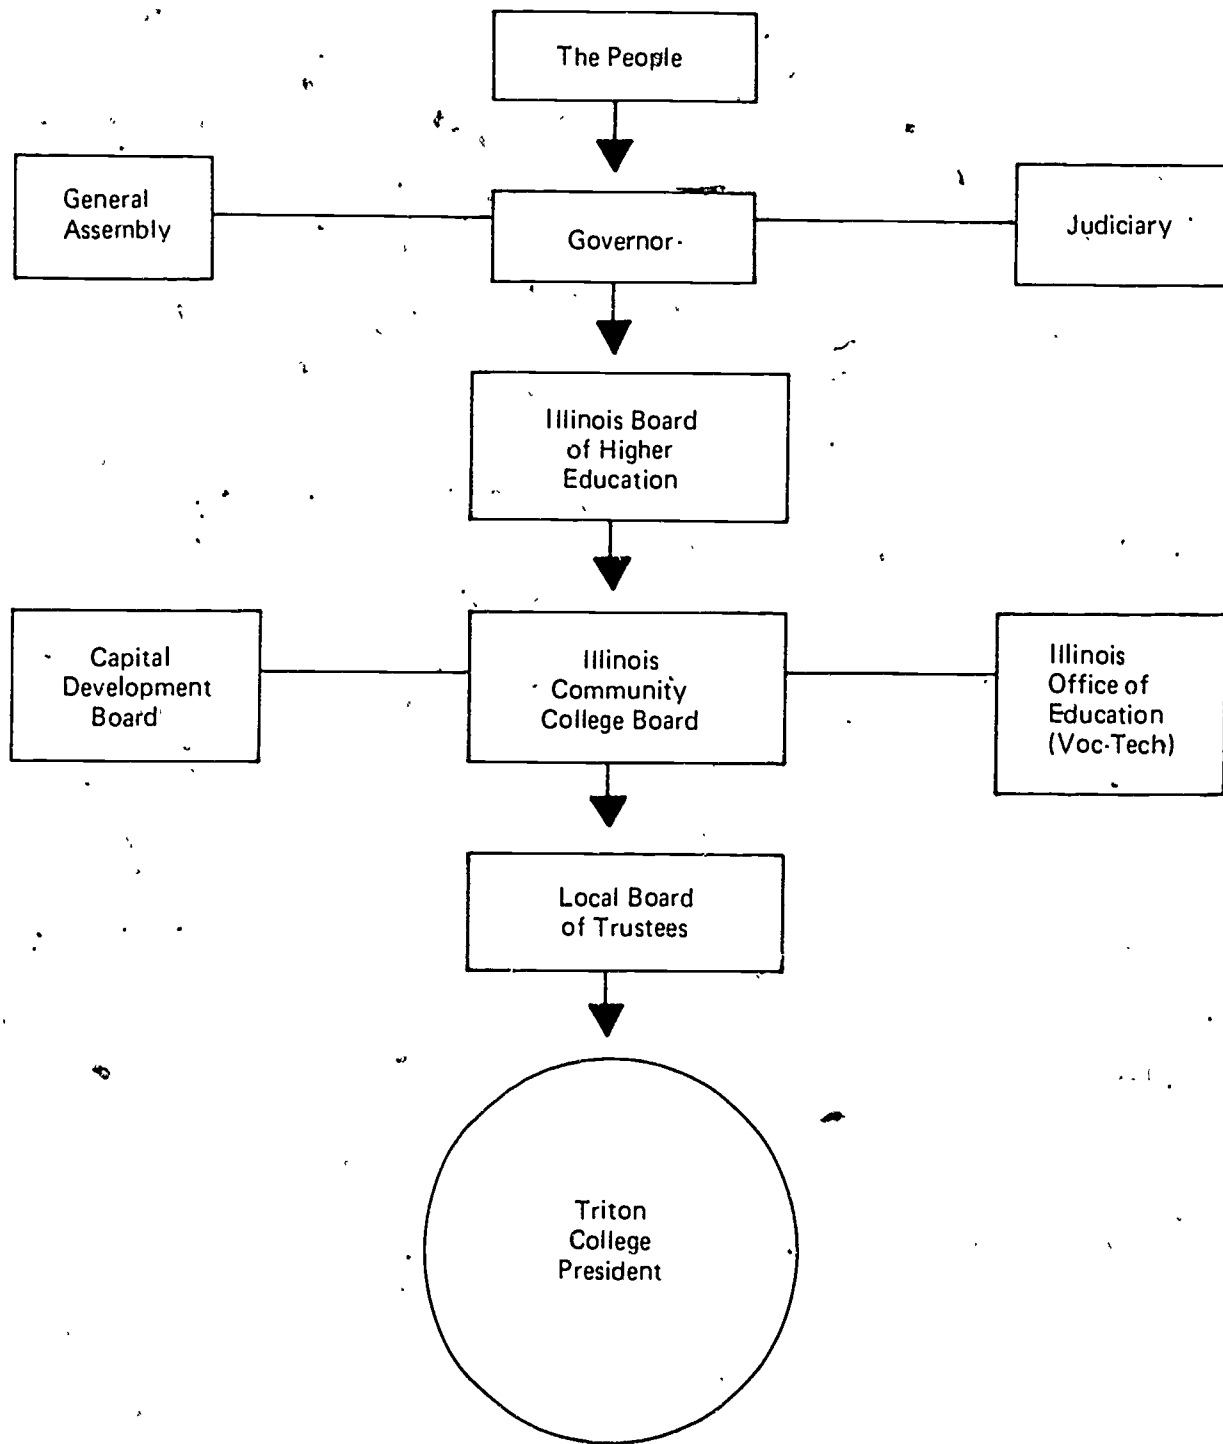 The People
General
Assembly
Governor
Judiciary
Illinois Board
of Higher
Education
Capital
Development
Board
Illinois
Community
College Board
Illinois
Office of
Education
(Voc-Tech)
Local Board
of Trustees
Triton
College
President